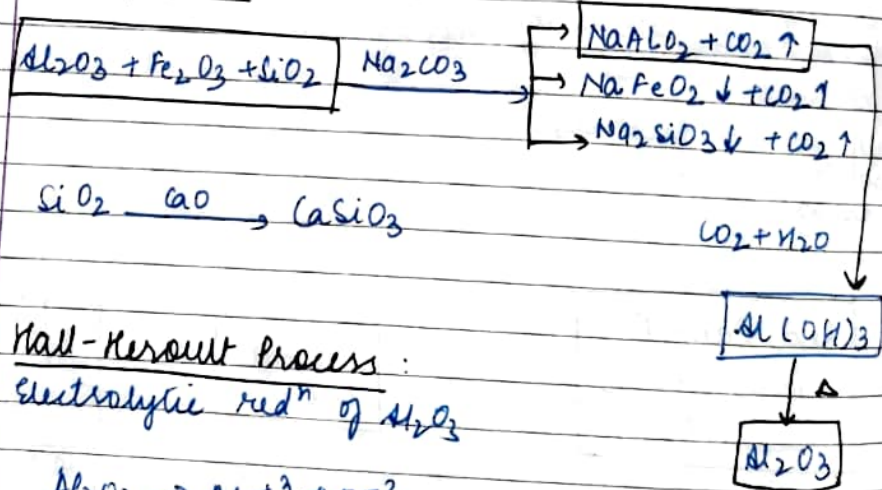 Al2O3 + Fe2O3 + SiO2 Na2CO3 → NaAlO2 + CO2 ↑
→ NaFeO2 ↓ + CO2 ↑
→ Na2SiO3 ↓ + CO2 ↑
SiO2 CaO → CaSiO3
CO2 + H2O
Al(OH)3
Hall-Heroult Process :
Electrolytic redn of Al2O3
Δ
Al2O3